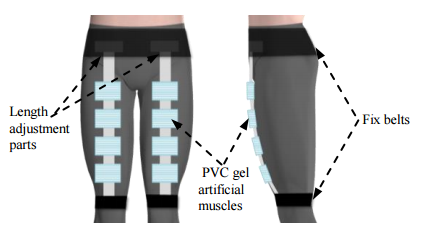 Length
adjustment
parts
PVC gel
artificial
muscles
Fix belts